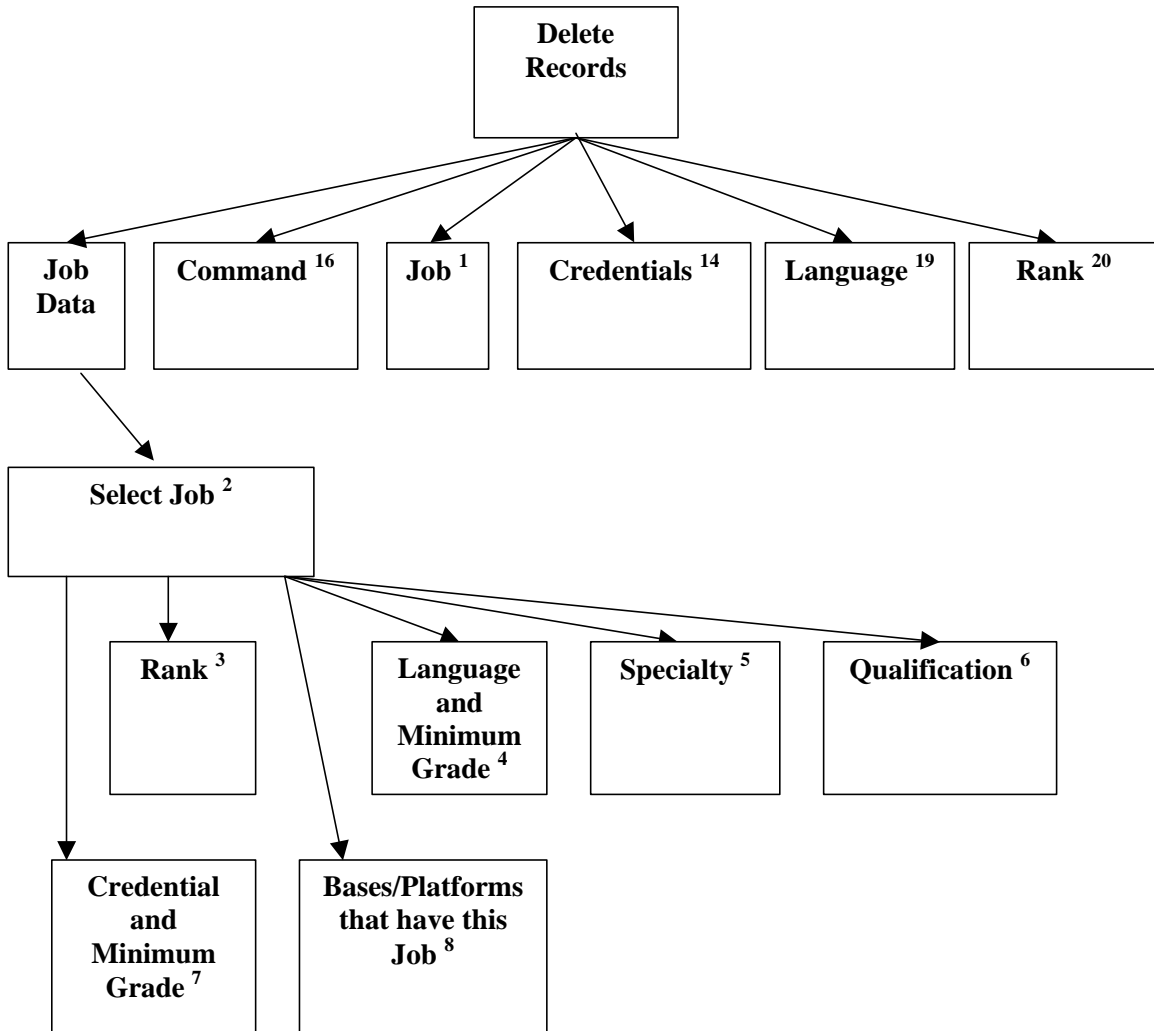 Delete
Records
Job
Data
Command 16
Job 1
Credentials 14
Language 19
Rank 20
Select Job 2
Rank 3
Language
and
Minimum
Grade 4
Specialty 5
Qualification 6
Credential
and
Minimum
Grade 7
Bases/Platforms
that have this
Job 8